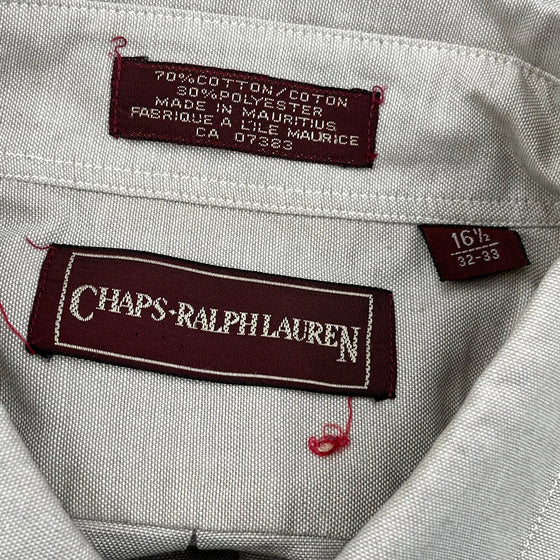 70% COTTON/COTON
30% POLYESTER
MADE IN MAURITIUS
FABRIQUE A L'ILE MAURICE
CA 07383
16½
32-33
CHAPS·RALPH LAUREN